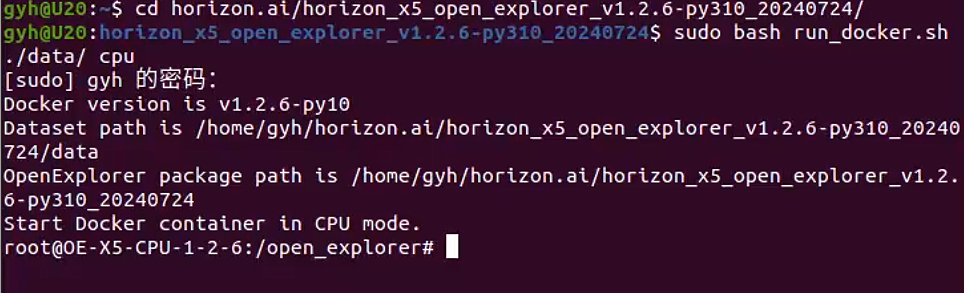 gyh@U20:~$ cd horizon.ai/horizon_x5_open_explorer_v1.2.6-py310_20240724/
gyh@U20:horizon_x5_open_explorer_v1.2.6-py310_20240724$ sudo bash run_docker.sh
./data/ cpu
[sudo] gyh 的密码：
Docker version is v1.2.6-py10
Dataset path is /home/gyh/horizon.ai/horizon_x5_open_explorer_v1.2.6-py310_20240
724/data
OpenExplorer package path is /home/gyh/horizon.ai/horizon_x5_open_explorer_v1.2.
6-py310_20240724
Start Docker container in CPU mode.
root@OE-X5-CPU-1-2-6:/open_explorer#